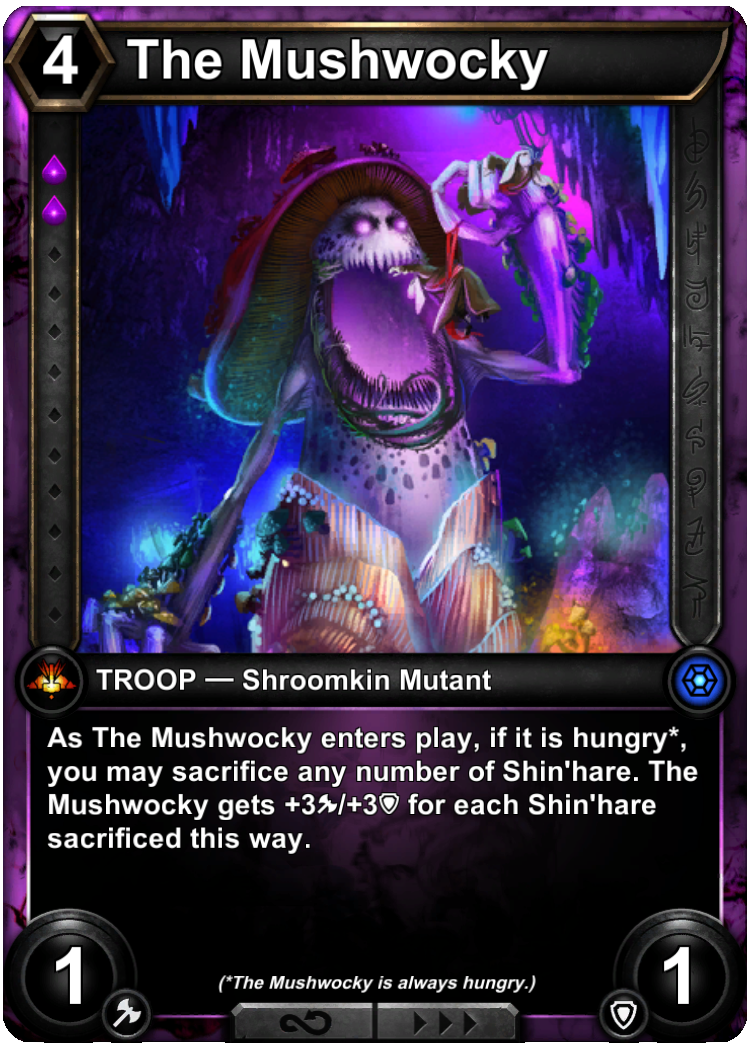 4 The Mushwocky
TROOP — Shroomkin Mutant
As The Mushwocky enters play, if it is hungry*,
you may sacrifice any number of Shin'hare. The
Mushwocky gets +3/+3 for each Shin'hare
sacrificed this way.
(*The Mushwocky is always hungry.)
1 1